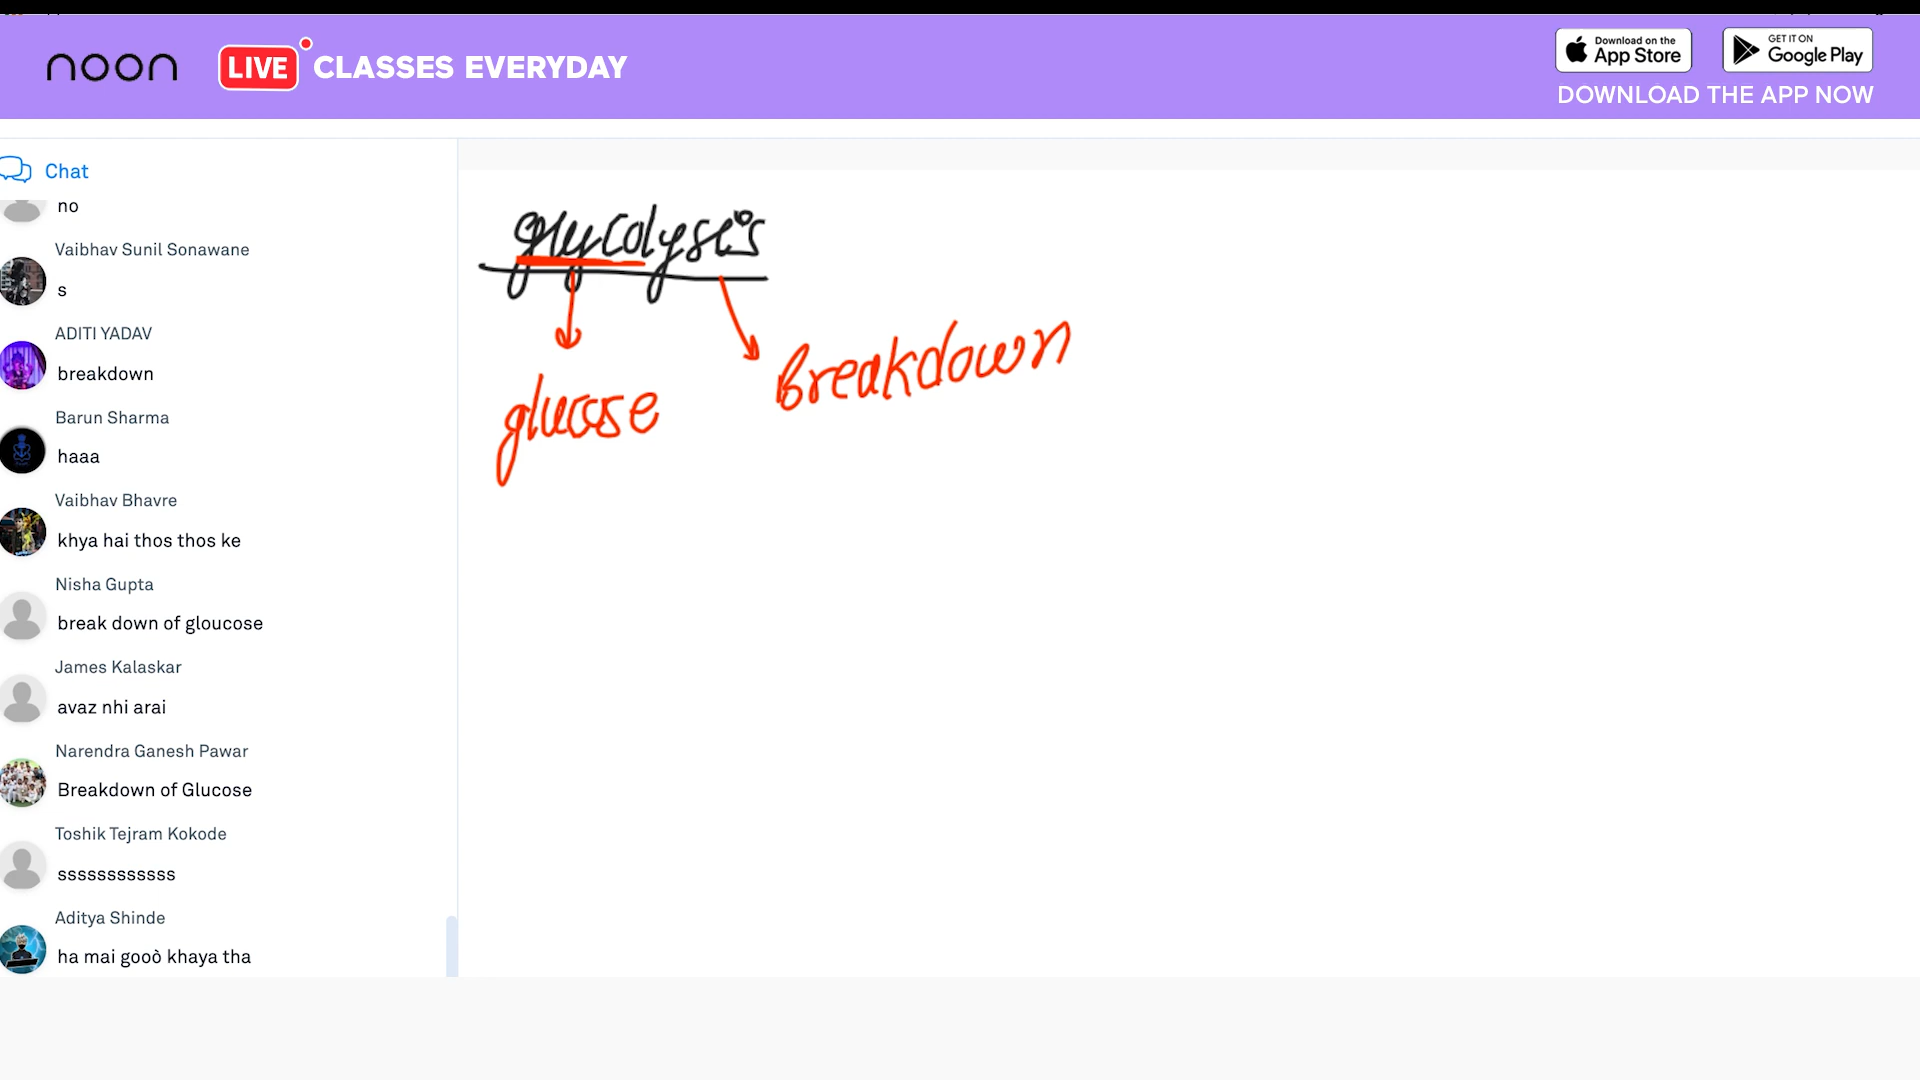 noon
LIVE CLASSES EVERYDAY
Download on the
App Store
GET IT ON
Google Play
DOWNLOAD THE APP NOW
Chat
no
Vaibhav Sunil Sonawane
s
ADITI YADAV
breakdown
Barun Sharma
haaa
Vaibhav Bhavre
khya hai thos thos ke
Nisha Gupta
break down of gloucose
James Kalaskar
avaz nhi arai
Narendra Ganesh Pawar
Breakdown of Glucose
Toshik Tejram Kokode
ssssssssssss
Aditya Shinde
ha mai gooò khaya tha
glycolysis
glucose
Breakdown